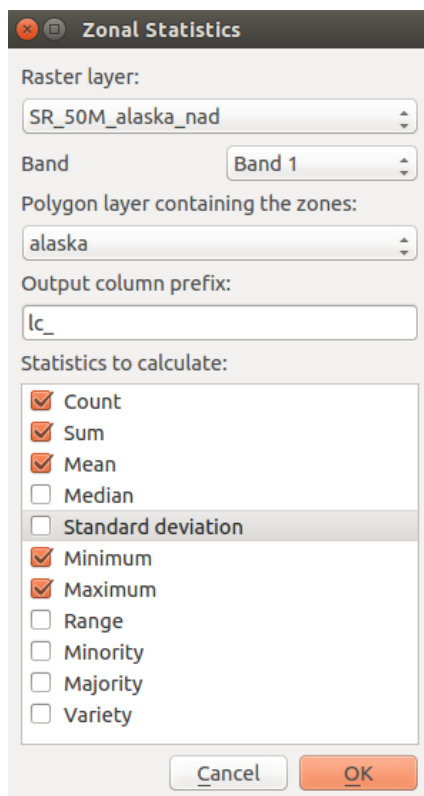 Zonal Statistics
Raster layer:
SR_50M_alaska_nad
Band Band 1
Polygon layer containing the zones:
alaska
Output column prefix:
lc_
Statistics to calculate:
Count
Sum
Mean
Median
Standard deviation
Minimum
Maximum
Range
Minority
Majority
Variety
Cancel OK